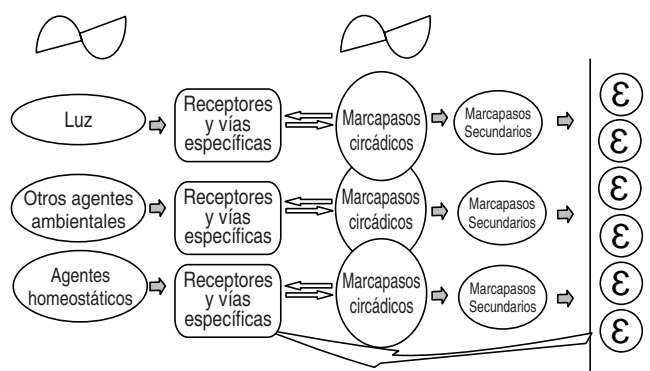 Luz
Receptores
y vías
específicas
Marcapasos
circádicos
Marcapasos
Secundarios
ε
Otros agentes
ambientales
Receptores
y vías
específicas
Marcapasos
circádicos
Marcapasos
Secundarios
ε
ε
ε
Agentes
homeostáticos
Receptores
y vías
específicas
Marcapasos
circádicos
Marcapasos
Secundarios
ε
ε